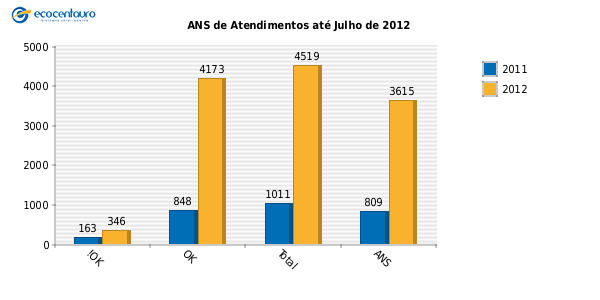 ecocentauro
ANS de Atendimentos até Julho de 2012
5000
4000
3000
2000
1000
0
163
346
848
4173
1011
4519
809
3615
!OK
OK
Total
ANS
2011
2012